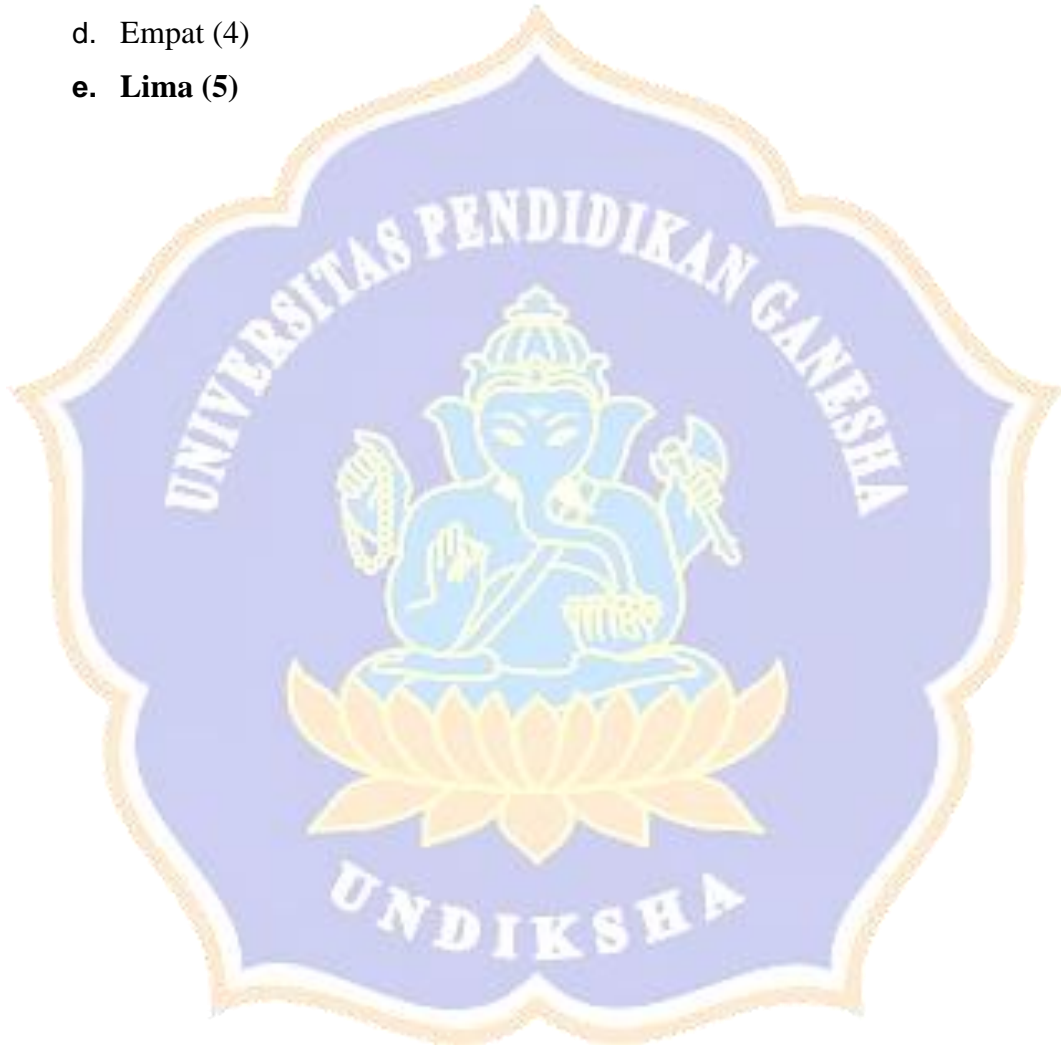 d. Empat (4)
e. Lima (5)
UNIVERSITAS PENDIDIKAN GANESHA
UNDIKSHA